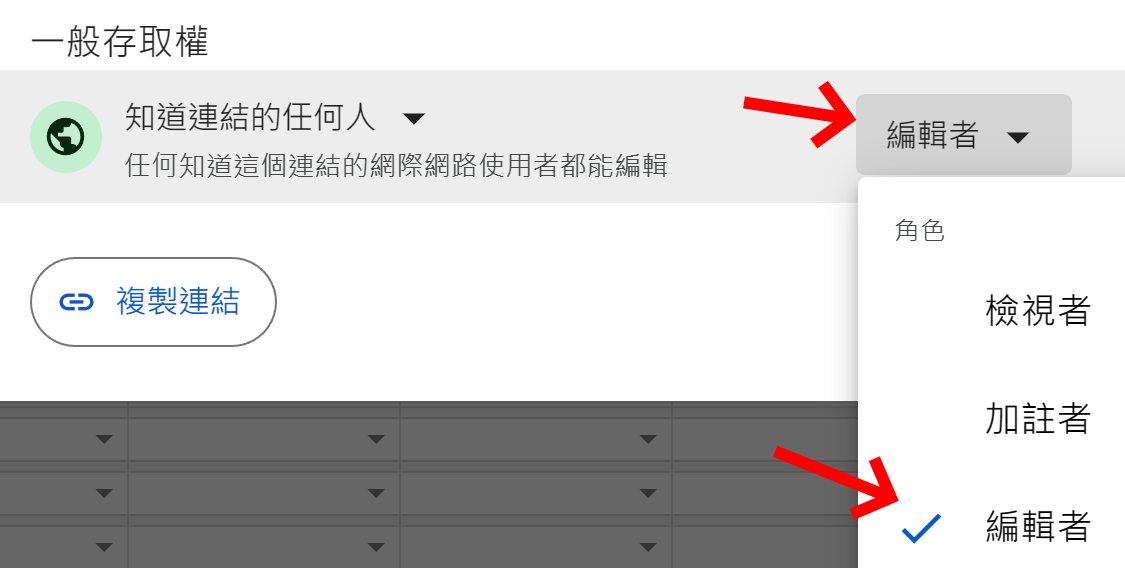 一般存取權
知道連結的任何人
任何知道這個連結的網際網路使用者都能編輯
編輯者
複製連結
角色
檢視者
加註者
編輯者